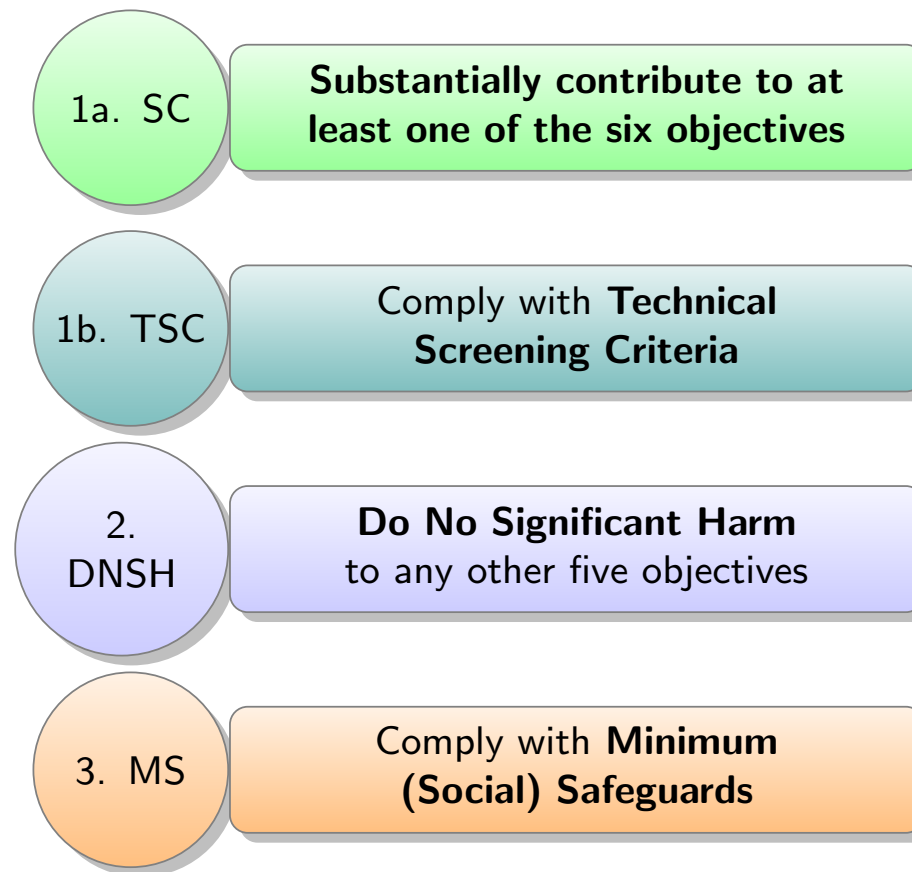 1a. SC
Substantially contribute to at
least one of the six objectives
1b. TSC
Comply with Technical
Screening Criteria
2.
DNSH
Do No Significant Harm
to any other five objectives
3. MS
Comply with Minimum
(Social) Safeguards